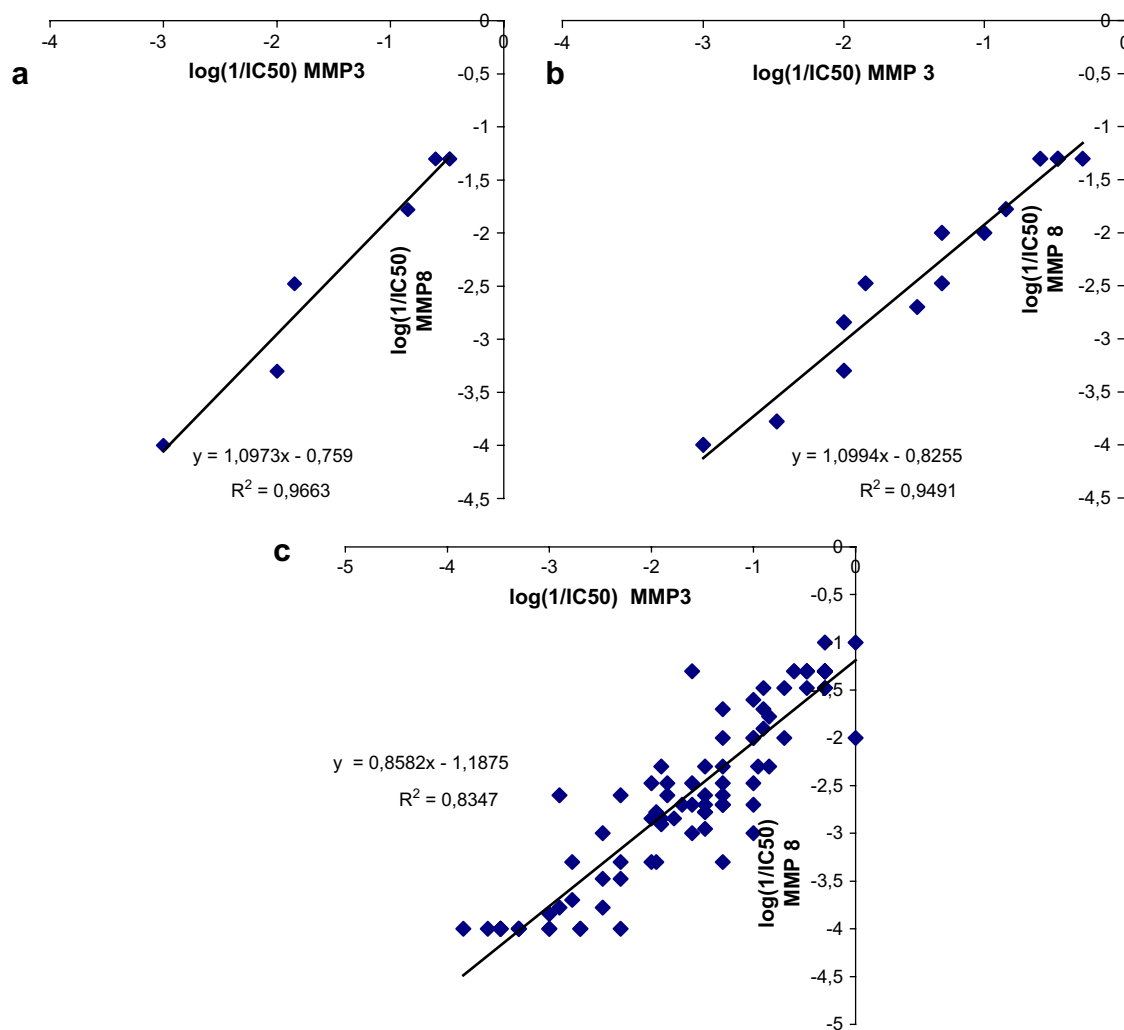 a
-4 -3 -2 -1 0
log(1/IC50) MMP3
0
-0,5
-1
-1,5
-2
-2,5
-3
-3,5
-4
-4,5
log(1/IC50)
MMP8
y = 1,0973x - 0,759
R² = 0,9663
b
-4 -3 -2 -1 0
log(1/IC50) MMP 3
0
-0,5
-1
-1,5
-2
-2,5
-3
-3,5
-4
-4,5
log(1/IC50)
MMP 8
y = 1,0994x - 0,8255
R² = 0,9491
c
-5 -4 -3 -2 -1 0
log(1/IC50) MMP3
0
-0,5
-1
,5
-2
-2,5
-3
-3,5
-4
-4,5
-5
log(1/IC50)
MMP 8
y = 0,8582x - 1,1875
R² = 0,8347